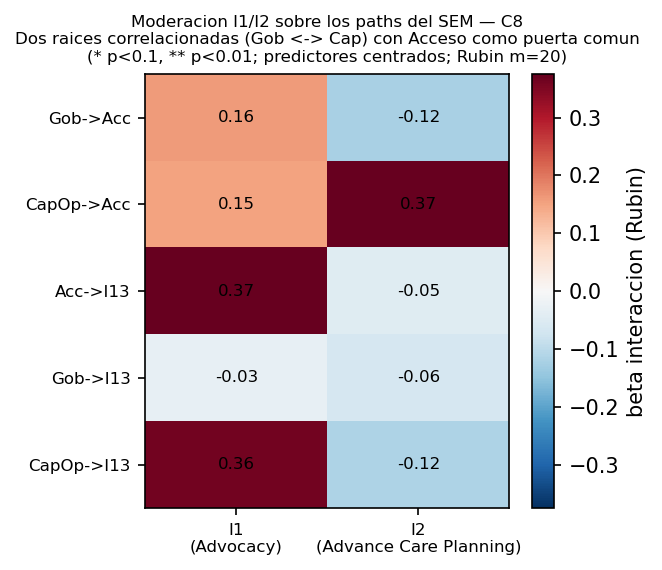 Moderacion I1/I2 sobre los paths del SEM — C8
Dos raices correlacionadas (Gob <-> Cap) con Acceso como puerta comun
(* p<0.1, ** p<0.01; predictores centrados; Rubin m=20)
Gob->Acc 0.16 -0.12
CapOp->Acc 0.15 0.37
Acc->I13 0.37 -0.05
Gob->I13 -0.03 -0.06
CapOp->I13 0.36 -0.12
I1 I2
(Advocacy) (Advance Care Planning)
0.3
0.2
0.1
0.0
−0.1
−0.2
−0.3
beta interaccion (Rubin)